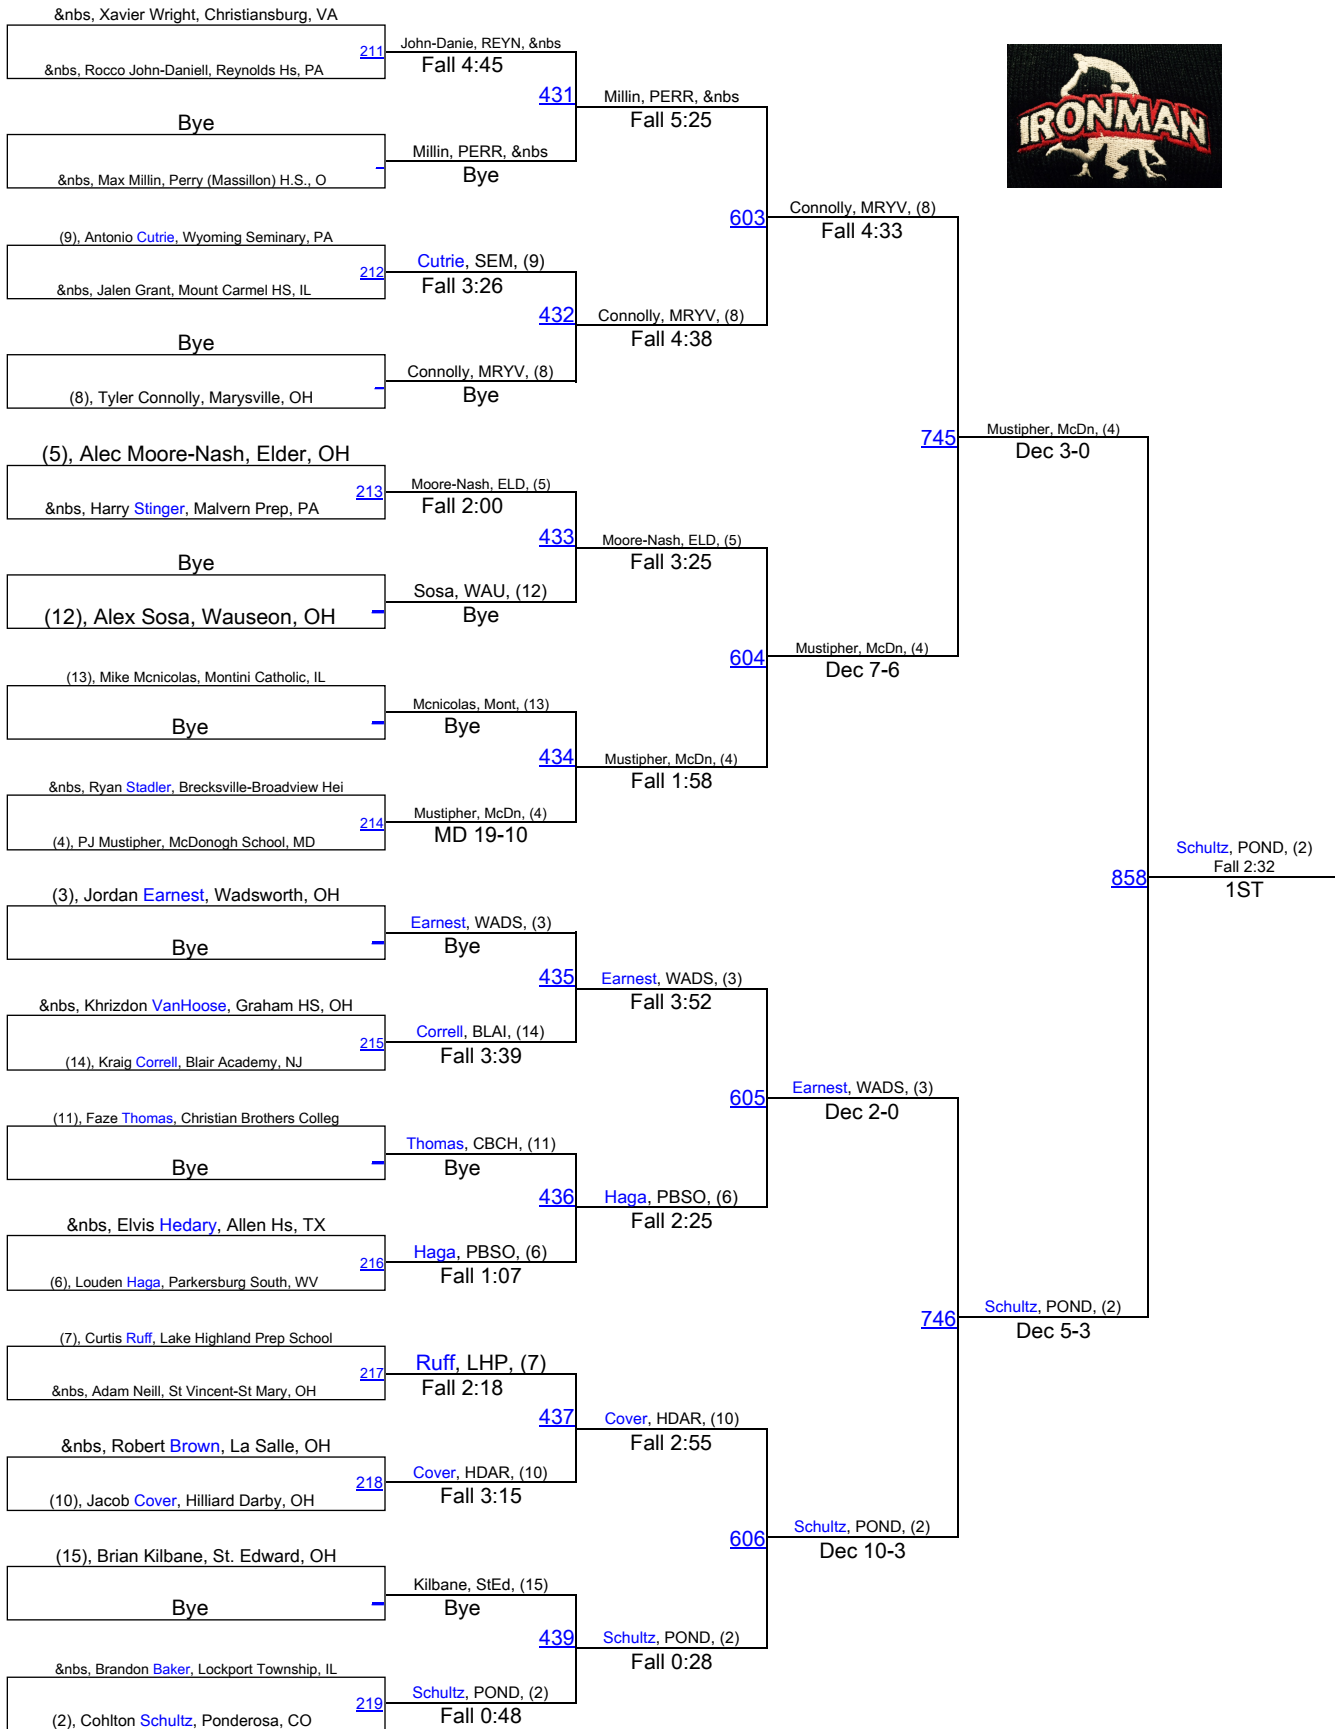 &nbs, Xavier Wright, Christiansburg, VA
211
&nbs, Rocco John-Daniell, Reynolds Hs, PA
Bye
&nbs, Max Millin, Perry (Massillon) H.S., O
(9), Antonio Cutrie, Wyoming Seminary, PA
212
&nbs, Jalen Grant, Mount Carmel HS, IL
Bye
(8), Tyler Connolly, Marysville, OH
(5), Alec Moore-Nash, Elder, OH
213
&nbs, Harry Stinger, Malvern Prep, PA
Bye
(12), Alex Sosa, Wauseon, OH
(13), Mike Mcnicolas, Montini Catholic, IL
Bye
&nbs, Ryan Stadler, Brecksville-Broadview Hei
214
(4), PJ Mustipher, McDonogh School, MD
(3), Jordan Earnest, Wadsworth, OH
Bye
&nbs, Khrizdon VanHoose, Graham HS, OH
215
(14), Kraig Correll, Blair Academy, NJ
(11), Faze Thomas, Christian Brothers Colleg
Bye
&nbs, Elvis Hedary, Allen Hs, TX
216
(6), Louden Haga, Parkersburg South, WV
(7), Curtis Ruff, Lake Highland Prep School
217
&nbs, Adam Neill, St Vincent-St Mary, OH
&nbs, Robert Brown, La Salle, OH
218
(10), Jacob Cover, Hilliard Darby, OH
(15), Brian Kilbane, St. Edward, OH
Bye
&nbs, Brandon Baker, Lockport Township, IL
219
(2), Cohlton Schultz, Ponderosa, CO
John-Danie, REYN, &nbs
Fall 4:45
431
Millin, PERR, &nbs
Bye
Cutrie, SEM, (9)
Fall 3:26
432
Connolly, MRYV, (8)
Bye
Moore-Nash, ELD, (5)
Fall 2:00
433
Sosa, WAU, (12)
Bye
Mcnicolas, Mont, (13)
Bye
434
Mustipher, McDn, (4)
MD 19-10
Earnest, WADS, (3)
Bye
435
Correll, BLAI, (14)
Fall 3:39
Thomas, CBCH, (11)
Bye
436
Haga, PBSO, (6)
Fall 1:07
Ruff, LHP, (7)
Fall 2:18
437
Cover, HDAR, (10)
Fall 3:15
Kilbane, StEd, (15)
Bye
439
Schultz, POND, (2)
Fall 0:48
Millin, PERR, &nbs
Fall 5:25
603
Connolly, MRYV, (8)
Fall 4:38
Moore-Nash, ELD, (5)
Fall 3:25
604
Mustipher, McDn, (4)
Fall 1:58
Earnest, WADS, (3)
Fall 3:52
605
Haga, PBSO, (6)
Fall 2:25
Cover, HDAR, (10)
Fall 2:55
606
Schultz, POND, (2)
Fall 0:28
Connolly, MRYV, (8)
Fall 4:33
745
Mustipher, McDn, (4)
Dec 7-6
Earnest, WADS, (3)
Dec 2-0
746
Schultz, POND, (2)
Dec 10-3
Mustipher, McDn, (4)
Dec 3-0
858
Schultz, POND, (2)
Dec 5-3
Schultz, POND, (2)
Fall 2:32
1ST
IRONMAN